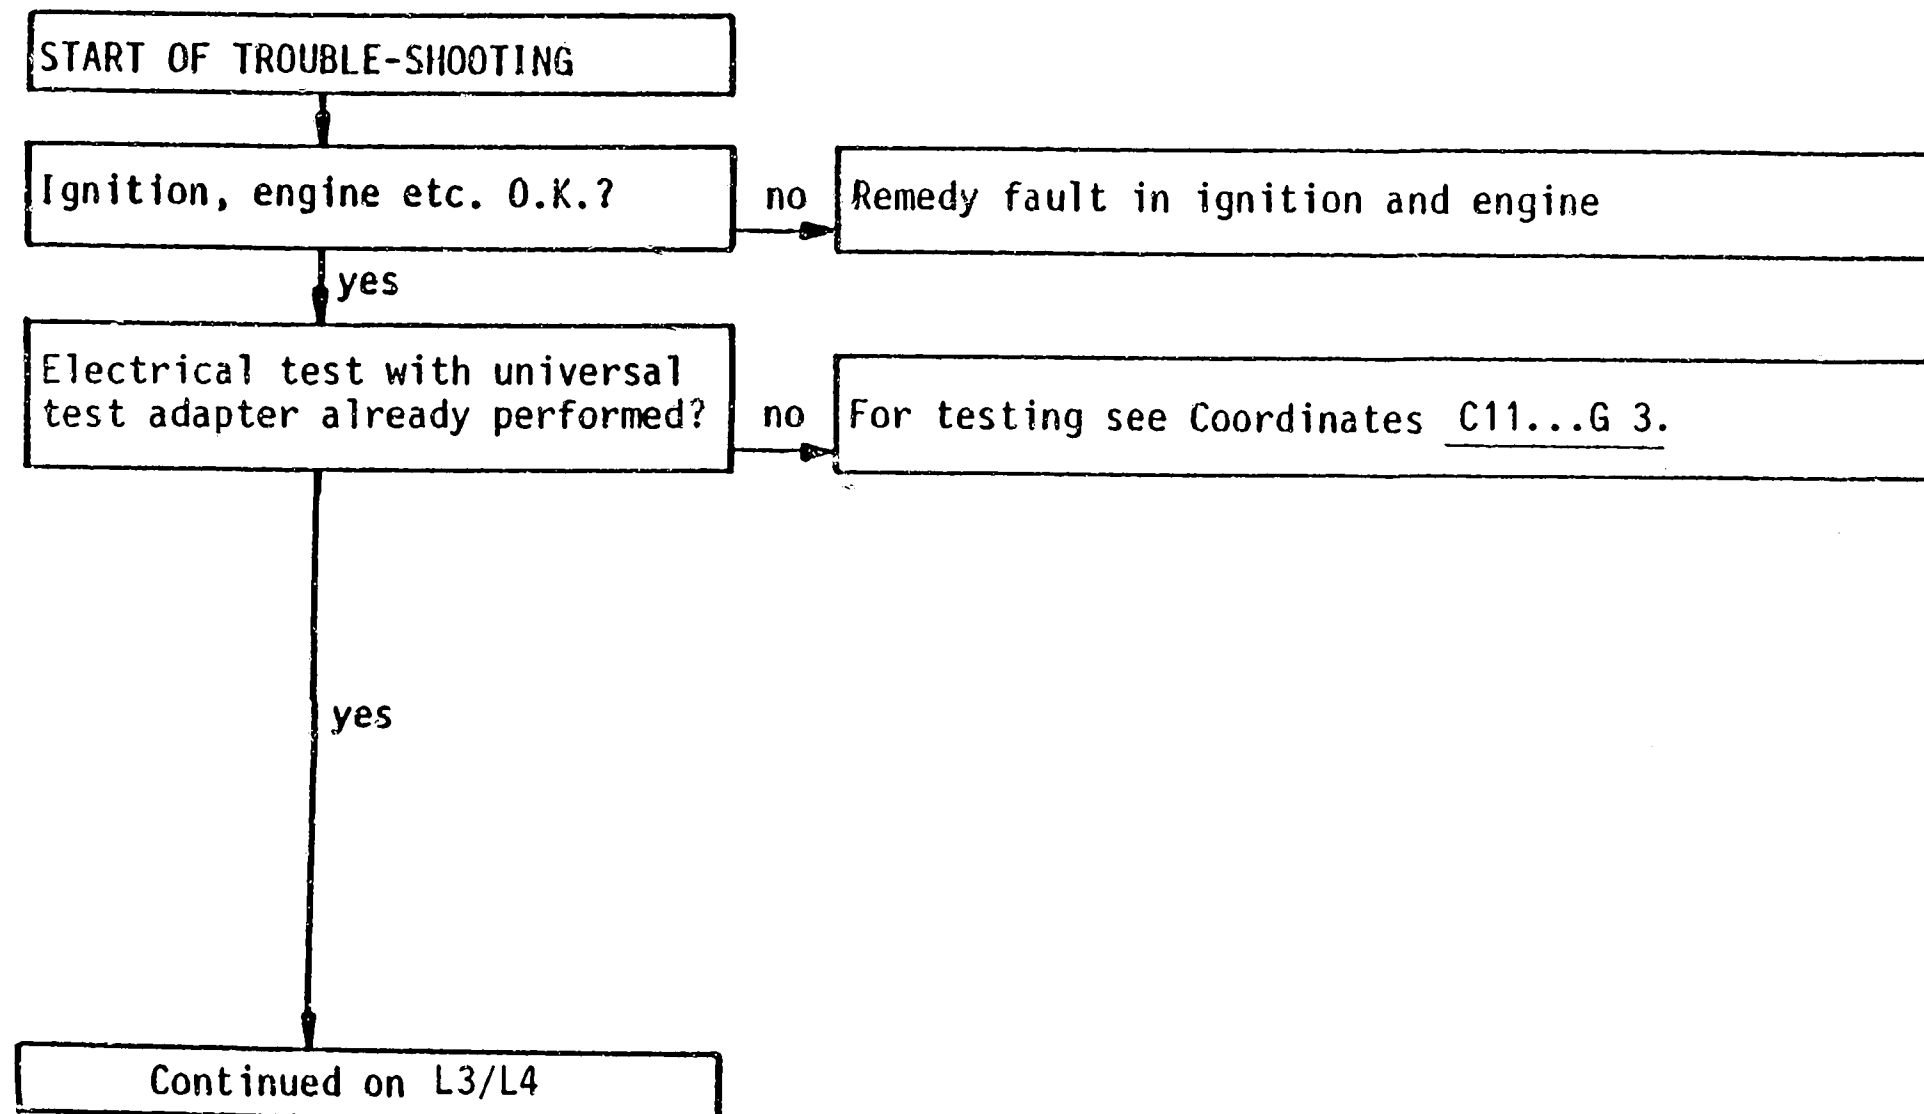 START OF TROUBLE-SHOOTING
Ignition, engine etc. O.K.?
no
Remedy fault in ignition and engine
yes
Electrical test with universal
test adapter already performed?
no
For testing see Coordinates C11...G 3.
yes
Continued on L3/L4